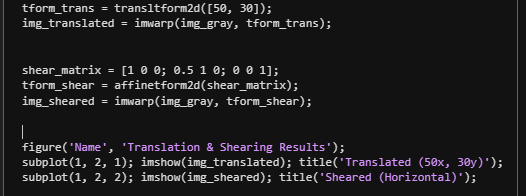 tform_trans = transltform2d([50, 30]);
img_translated = imwarp(img_gray, tform_trans);
shear_matrix = [1 0 0; 0.5 1 0; 0 0 1];
tform_shear = affinetform2d(shear_matrix);
img_sheared = imwarp(img_gray, tform_shear);
figure('Name', 'Translation & Shearing Results');
subplot(1, 2, 1); imshow(img_translated); title('Translated (50x, 30y)');
subplot(1, 2, 2); imshow(img_sheared); title('Sheared (Horizontal)');